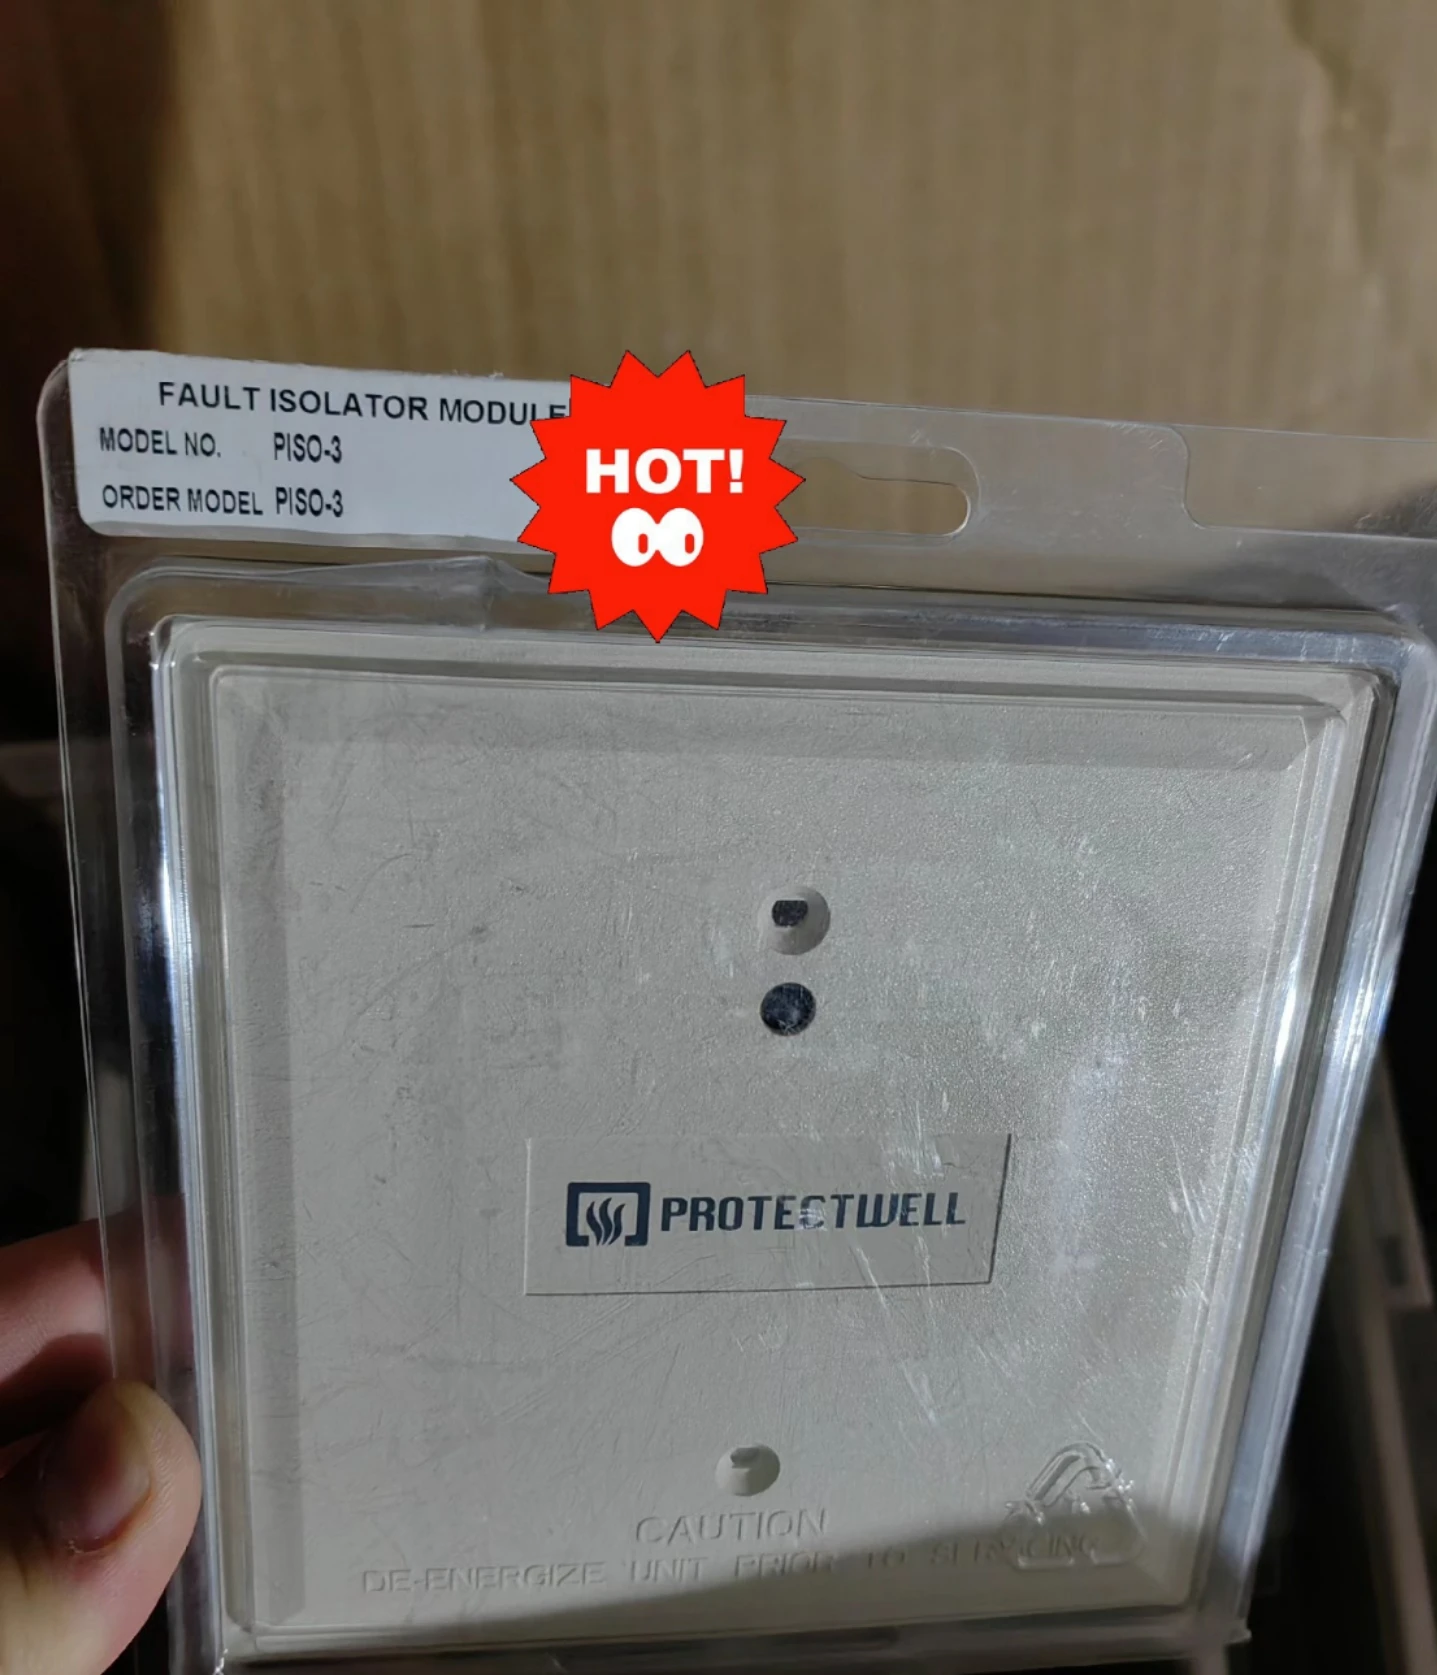 FAULT ISOLATOR MODULE
MODEL NO. PISO-3
ORDER MODEL PISO-3
HOT!
PROTECTWELL
CAUTION
DE-ENERGIZE UNIT PRIOR TO SERVICING